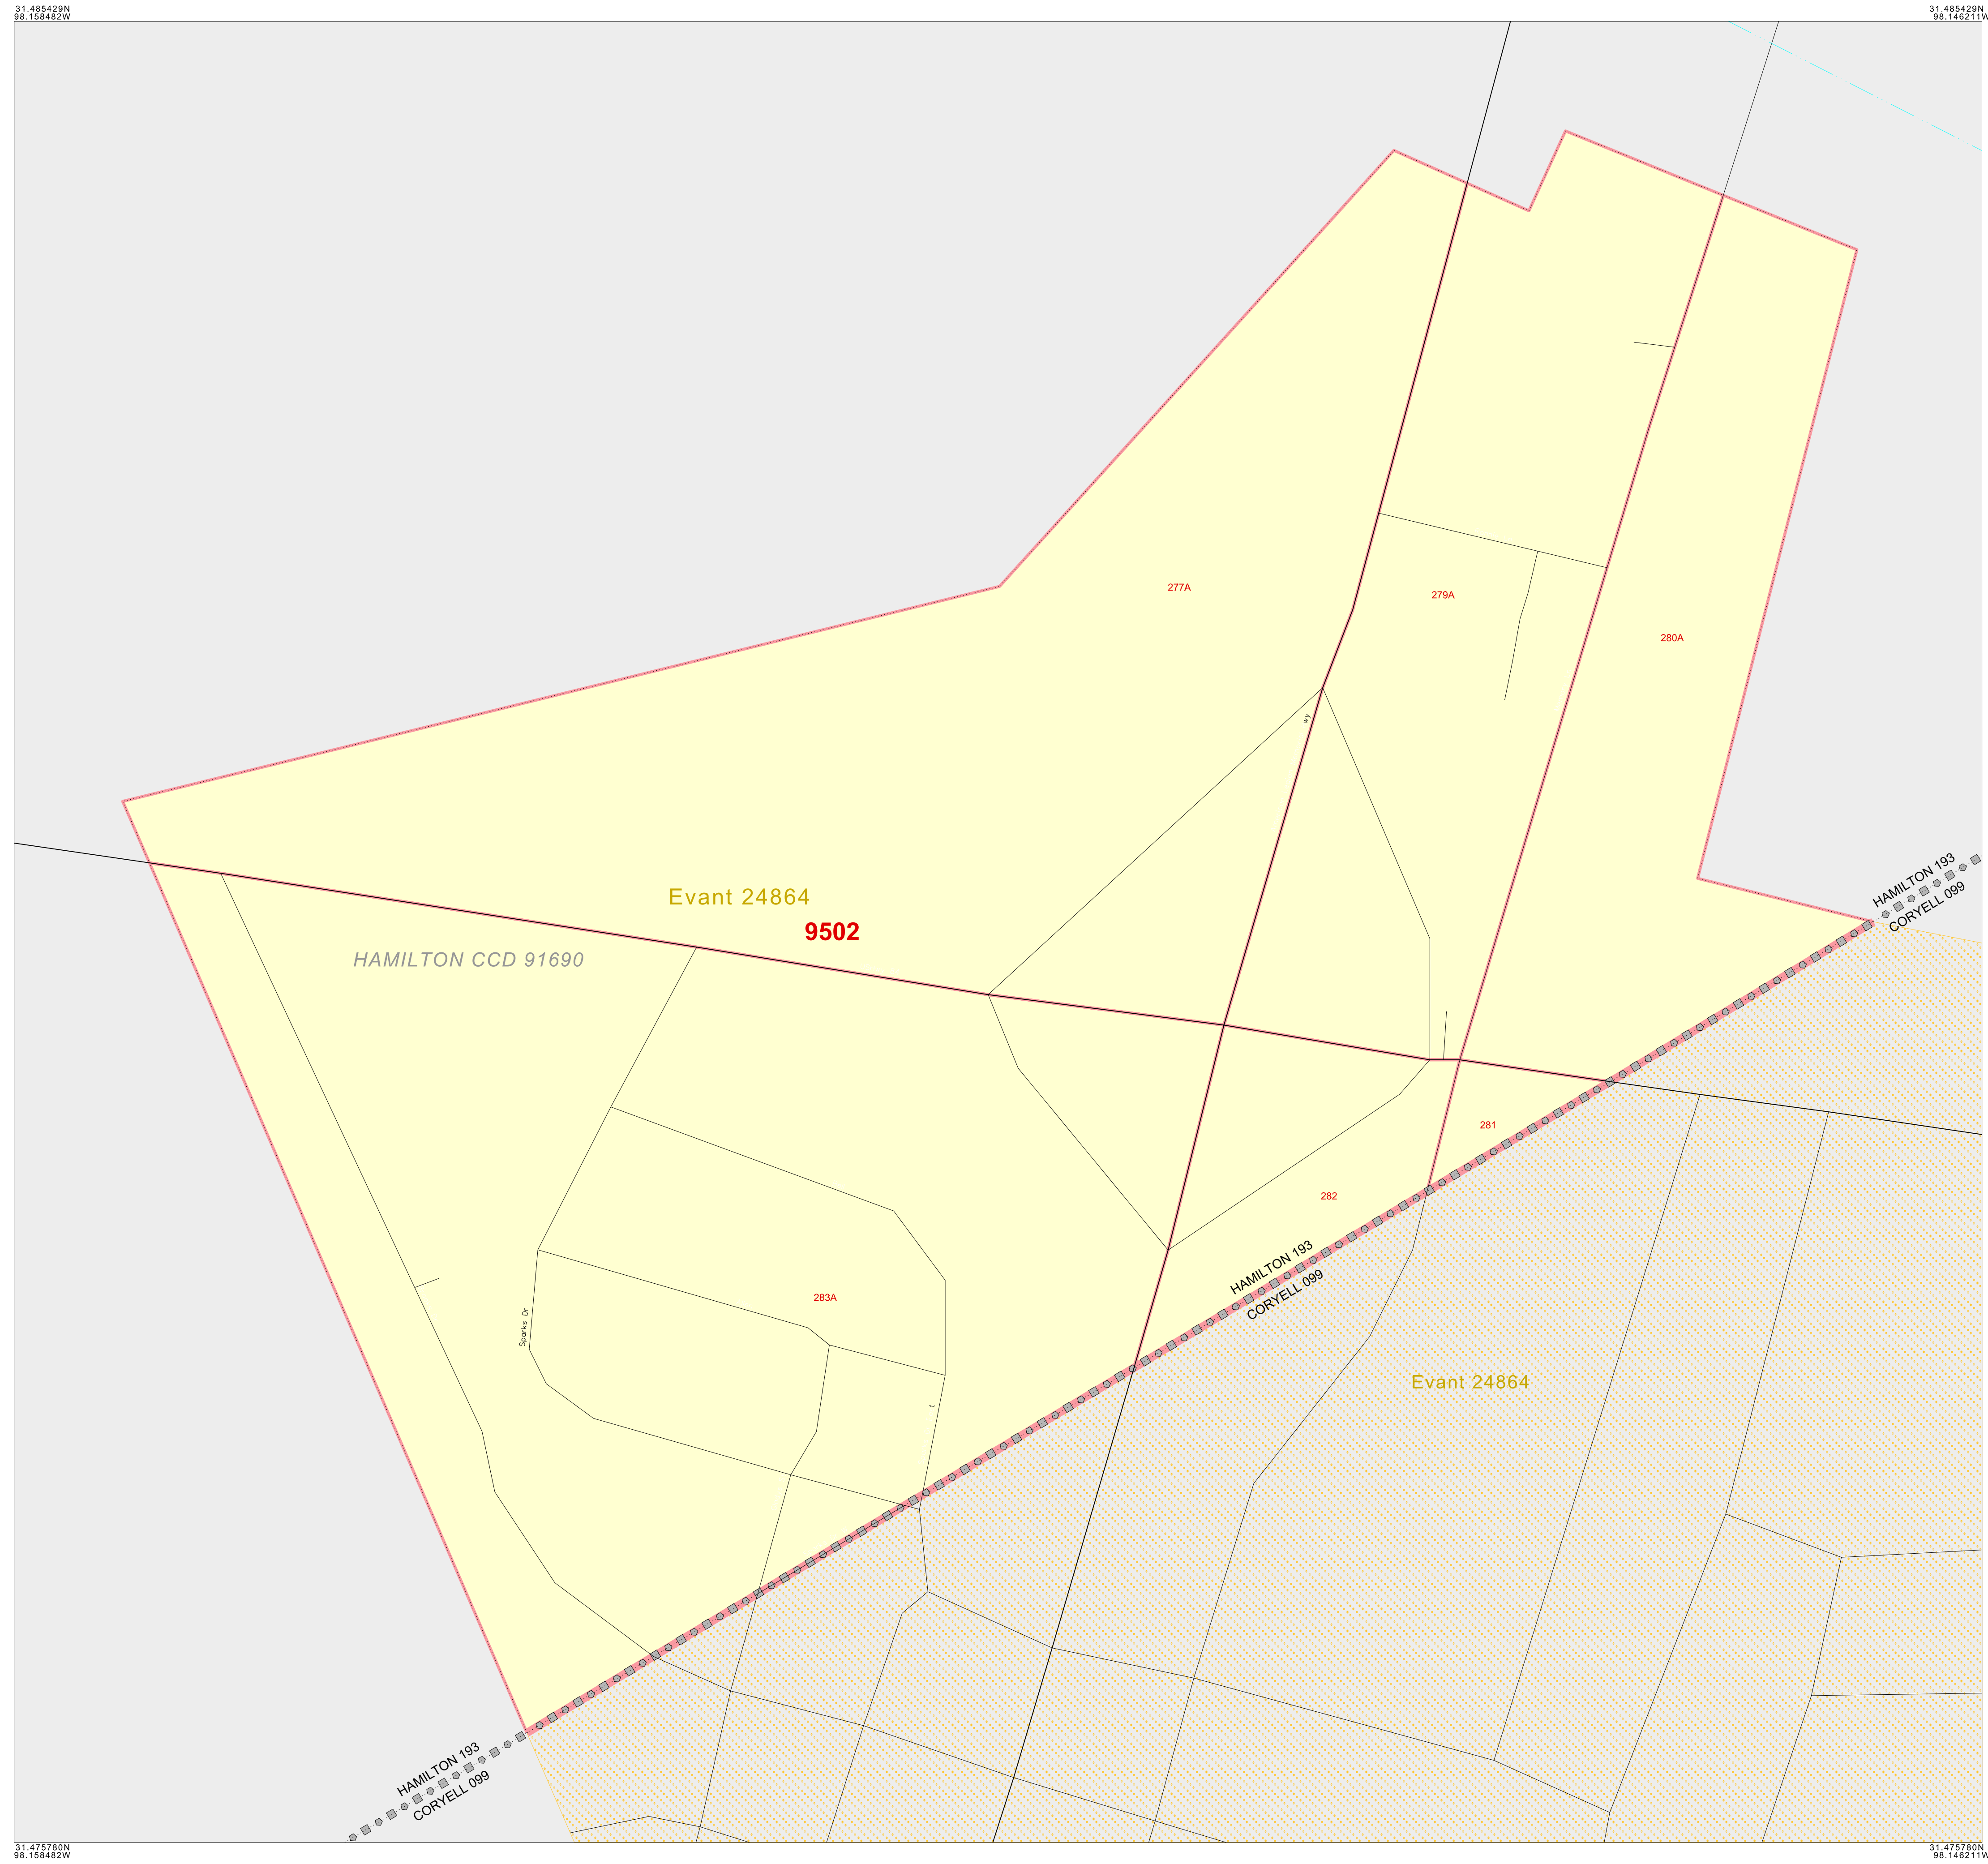 31.485429N
98.158482W
31.485429N
98.146211W
277A
279A
280A
wy
HAMILTON 193
CORYELL 099
Evant 24864
9502
HAMILTON CCD 91690
281
282
HAMILTON 193
CORYELL 099
283A
Sparks Dr
Evant 24864
t
HAMILTON 193
CORYELL 099
31.475780N
98.158482W
31.475780N
98.146211W